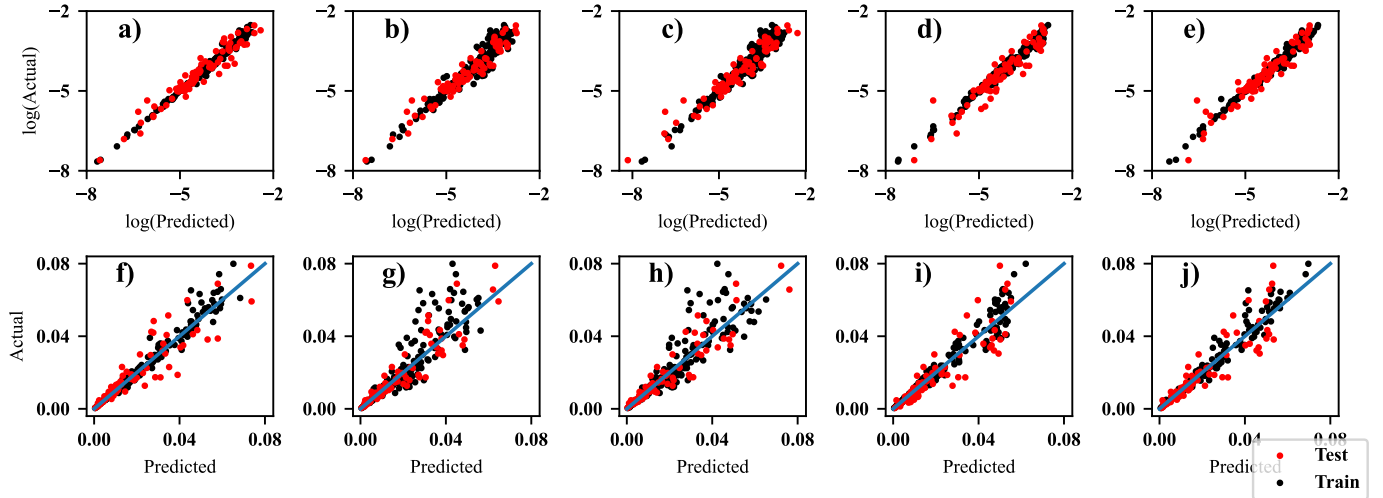 −2 −2 −2 −2 −2
a) b) c) d) e)
log(Actual)
−5 −5 −5 −5 −5
−8 −8 −8 −8 −8
−8 −5 −2 −8 −5 −2 −8 −5 −2 −8 −5 −2 −8 −5 −2
log(Predicted) log(Predicted) log(Predicted) log(Predicted) log(Predicted)
0.08 0.08 0.08 0.08 0.08
f) g) h) i) j)
Actual
0.04 0.04 0.04 0.04 0.04
0.00 0.00 0.00 0.00 0.00
0.00 0.04 0.08 0.00 0.04 0.08 0.00 0.04 0.08 0.00 0.04 0.08 0.00 0.04 0.08
Predicted Predicted Predicted Predicted Predicted
Test
Train